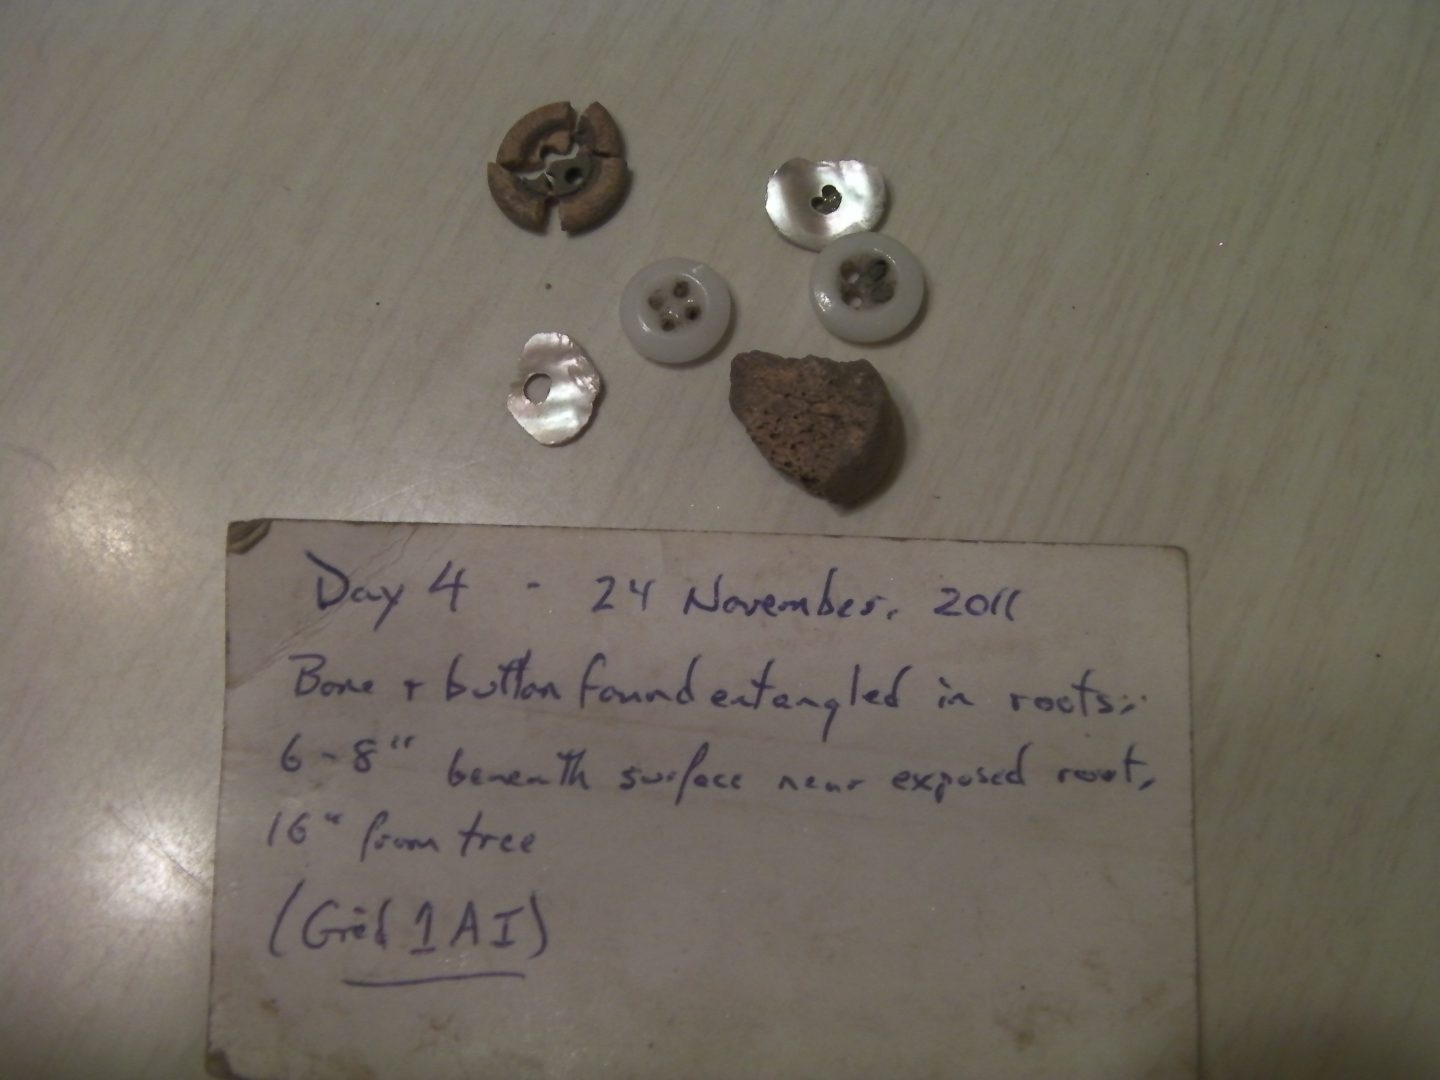 Day 4 - 24 November, 2011
Bone + button found entangled in roots;
6-8" beneath surface near exposed root,
16" from tree
(Grid 1AI)